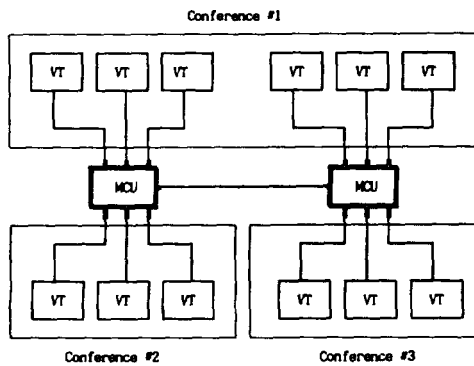 Conference #1
VT VT VT VT VT VT
MCU MCU
VT VT VT VT VT VT
Conference #2 Conference #3